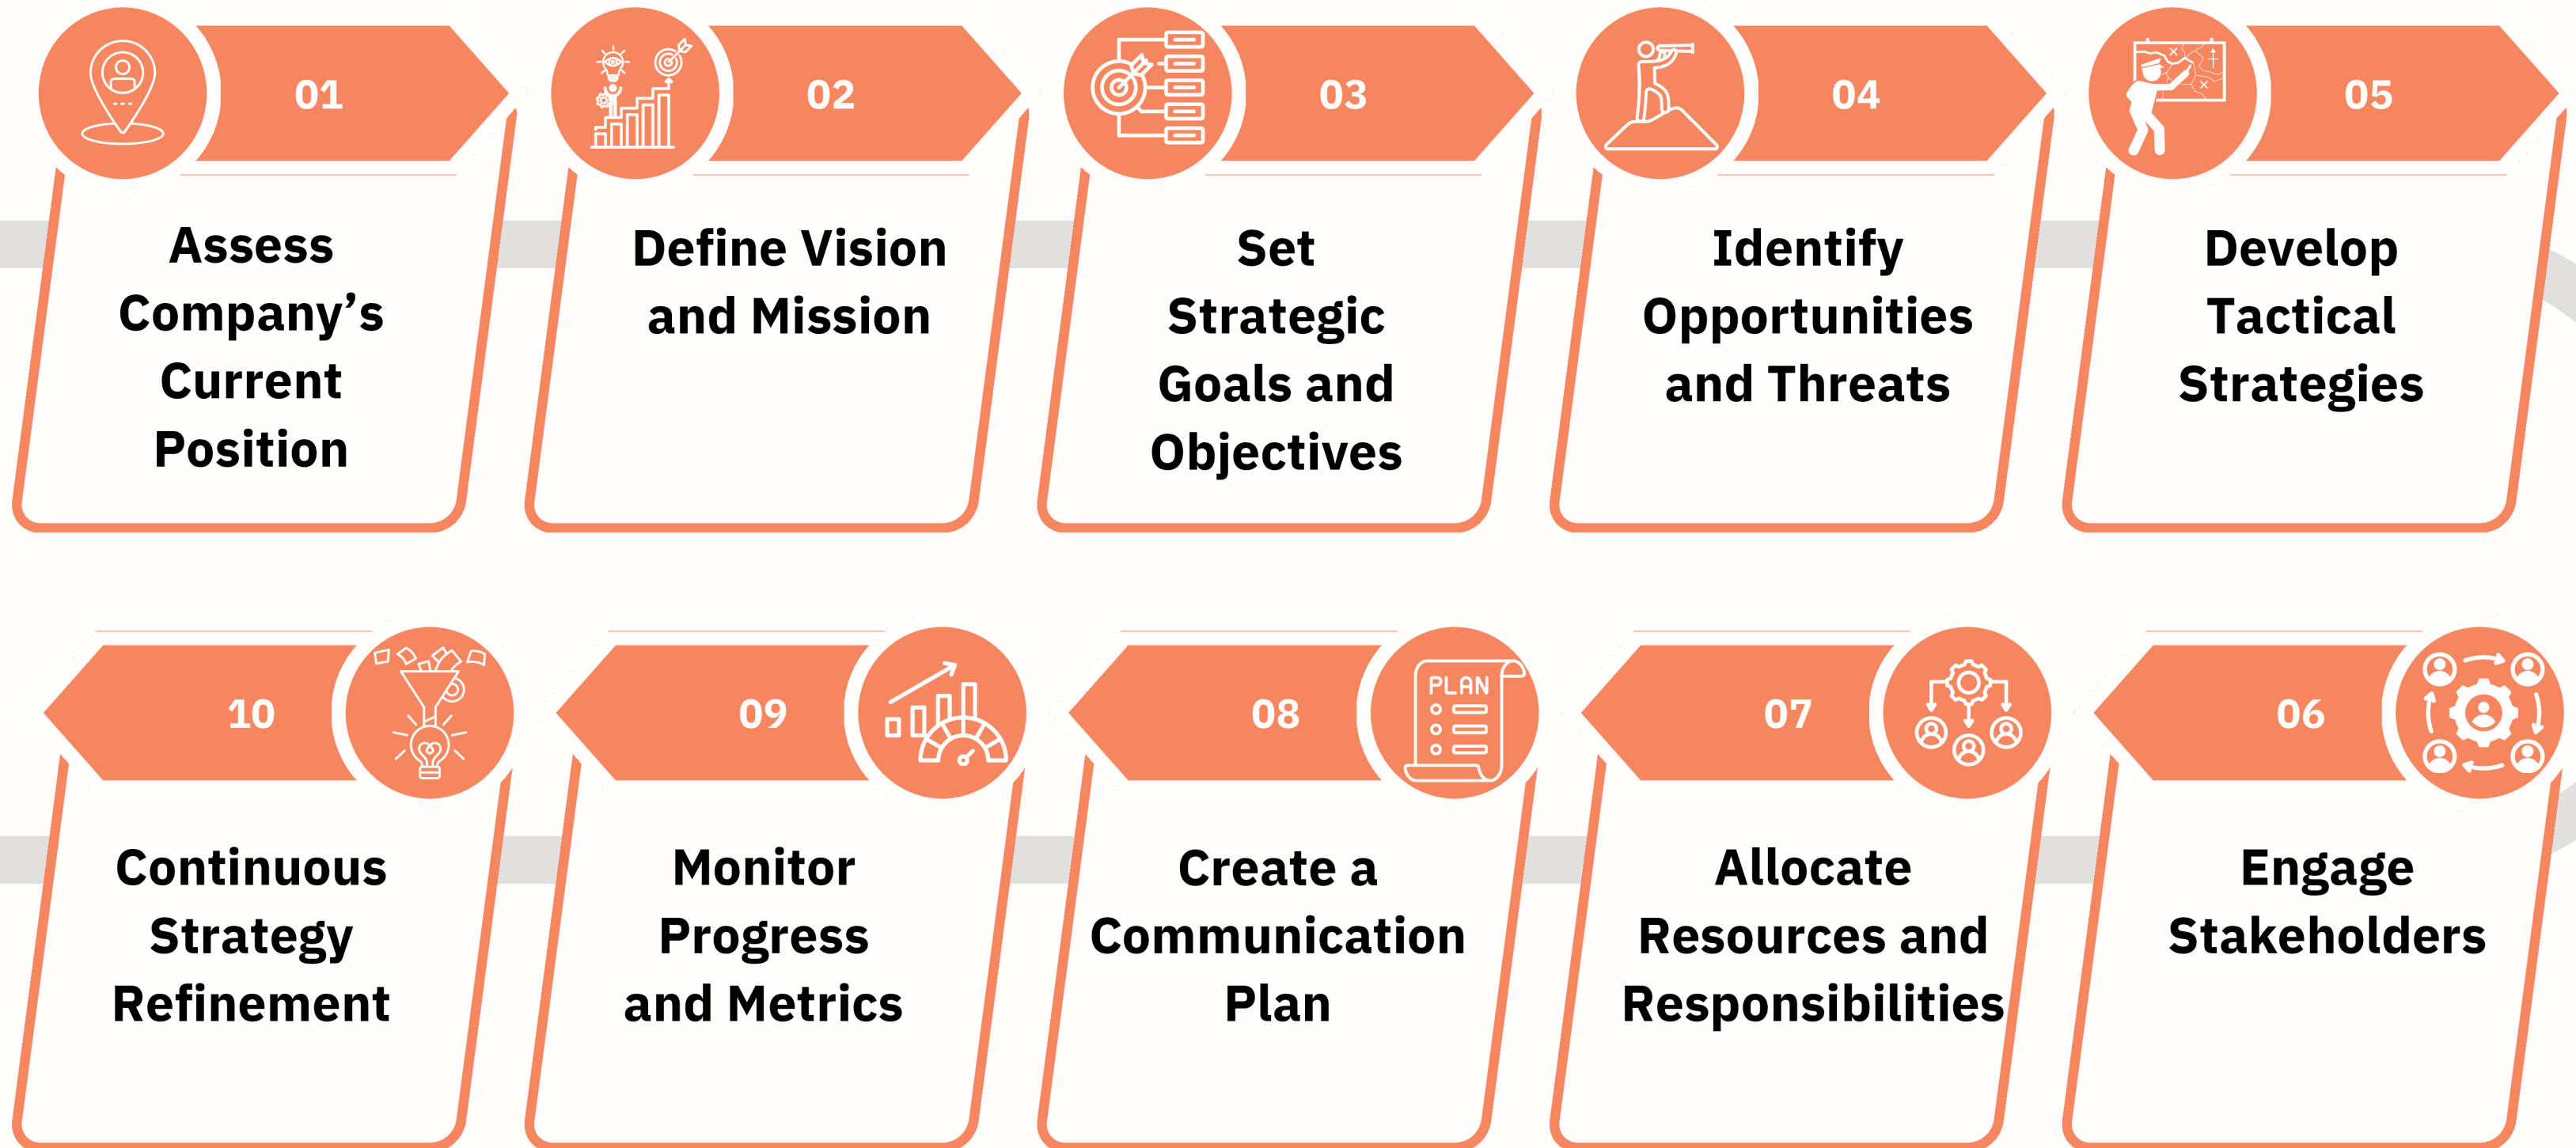 01
Assess
Company’s
Current
Position
02
Define Vision
and Mission
03
Set
Strategic
Goals and
Objectives
04
Identify
Opportunities
and Threats
05
Develop
Tactical
Strategies
06
Engage
Stakeholders
07
Allocate
Resources and
Responsibilities
PLAN
08
Create a
Communication
Plan
09
Monitor
Progress
and Metrics
10
Continuous
Strategy
Refinement